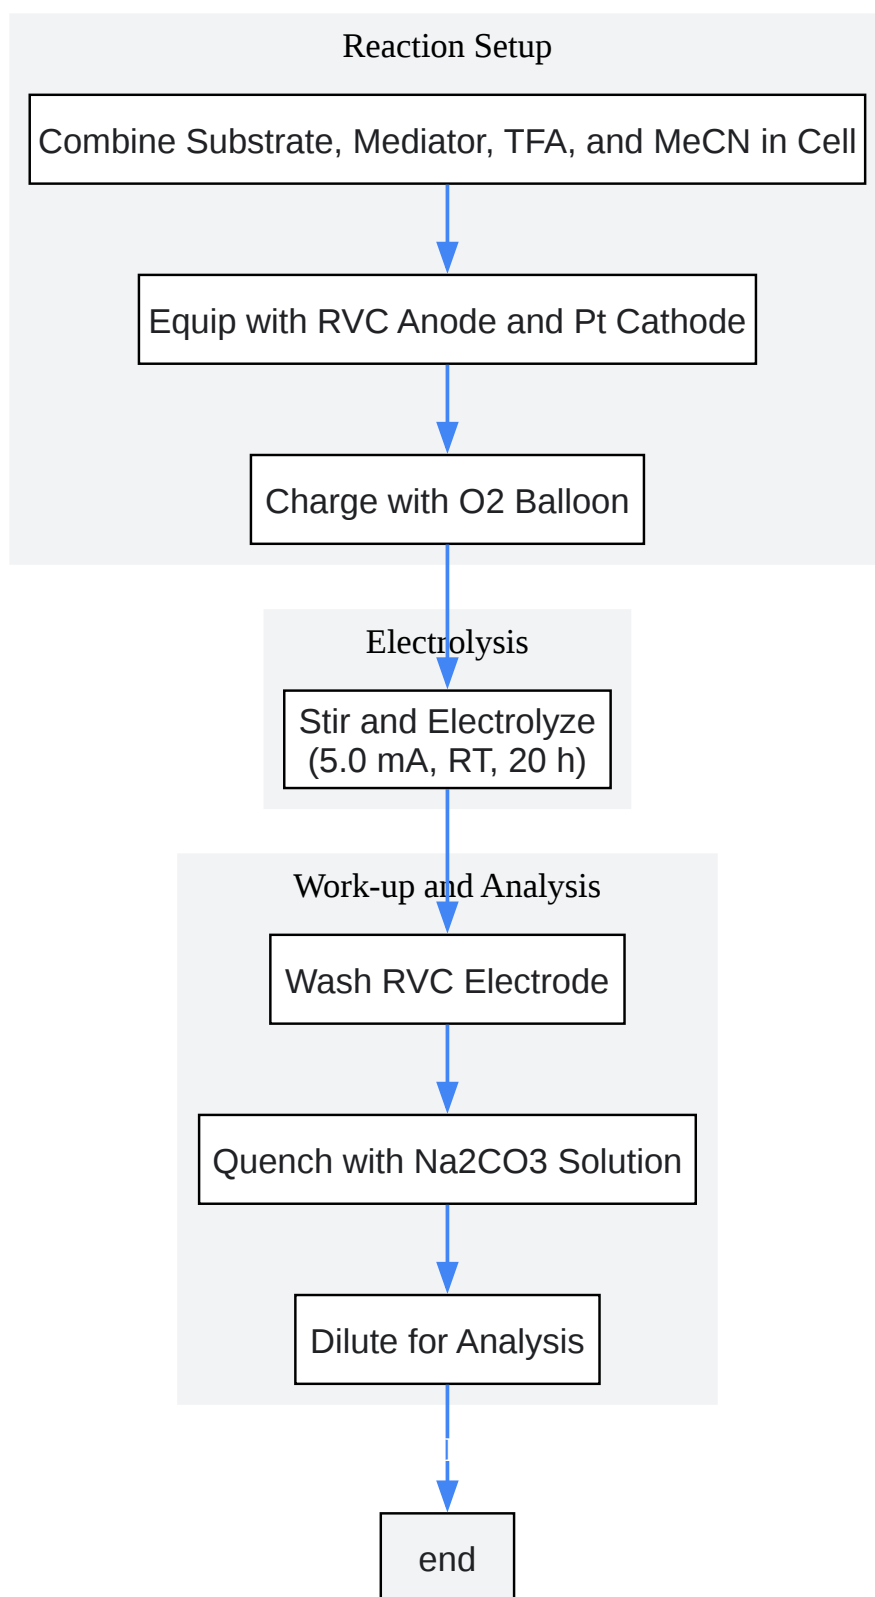 Reaction Setup
Combine Substrate, Mediator, TFA, and MeCN in Cell
Equip with RVC Anode and Pt Cathode
Charge with O2 Balloon
Electrolysis
Stir and Electrolyze
(5.0 mA, RT, 20 h)
Work-up and Analysis
Wash RVC Electrode
Quench with Na2CO3 Solution
Dilute for Analysis
end